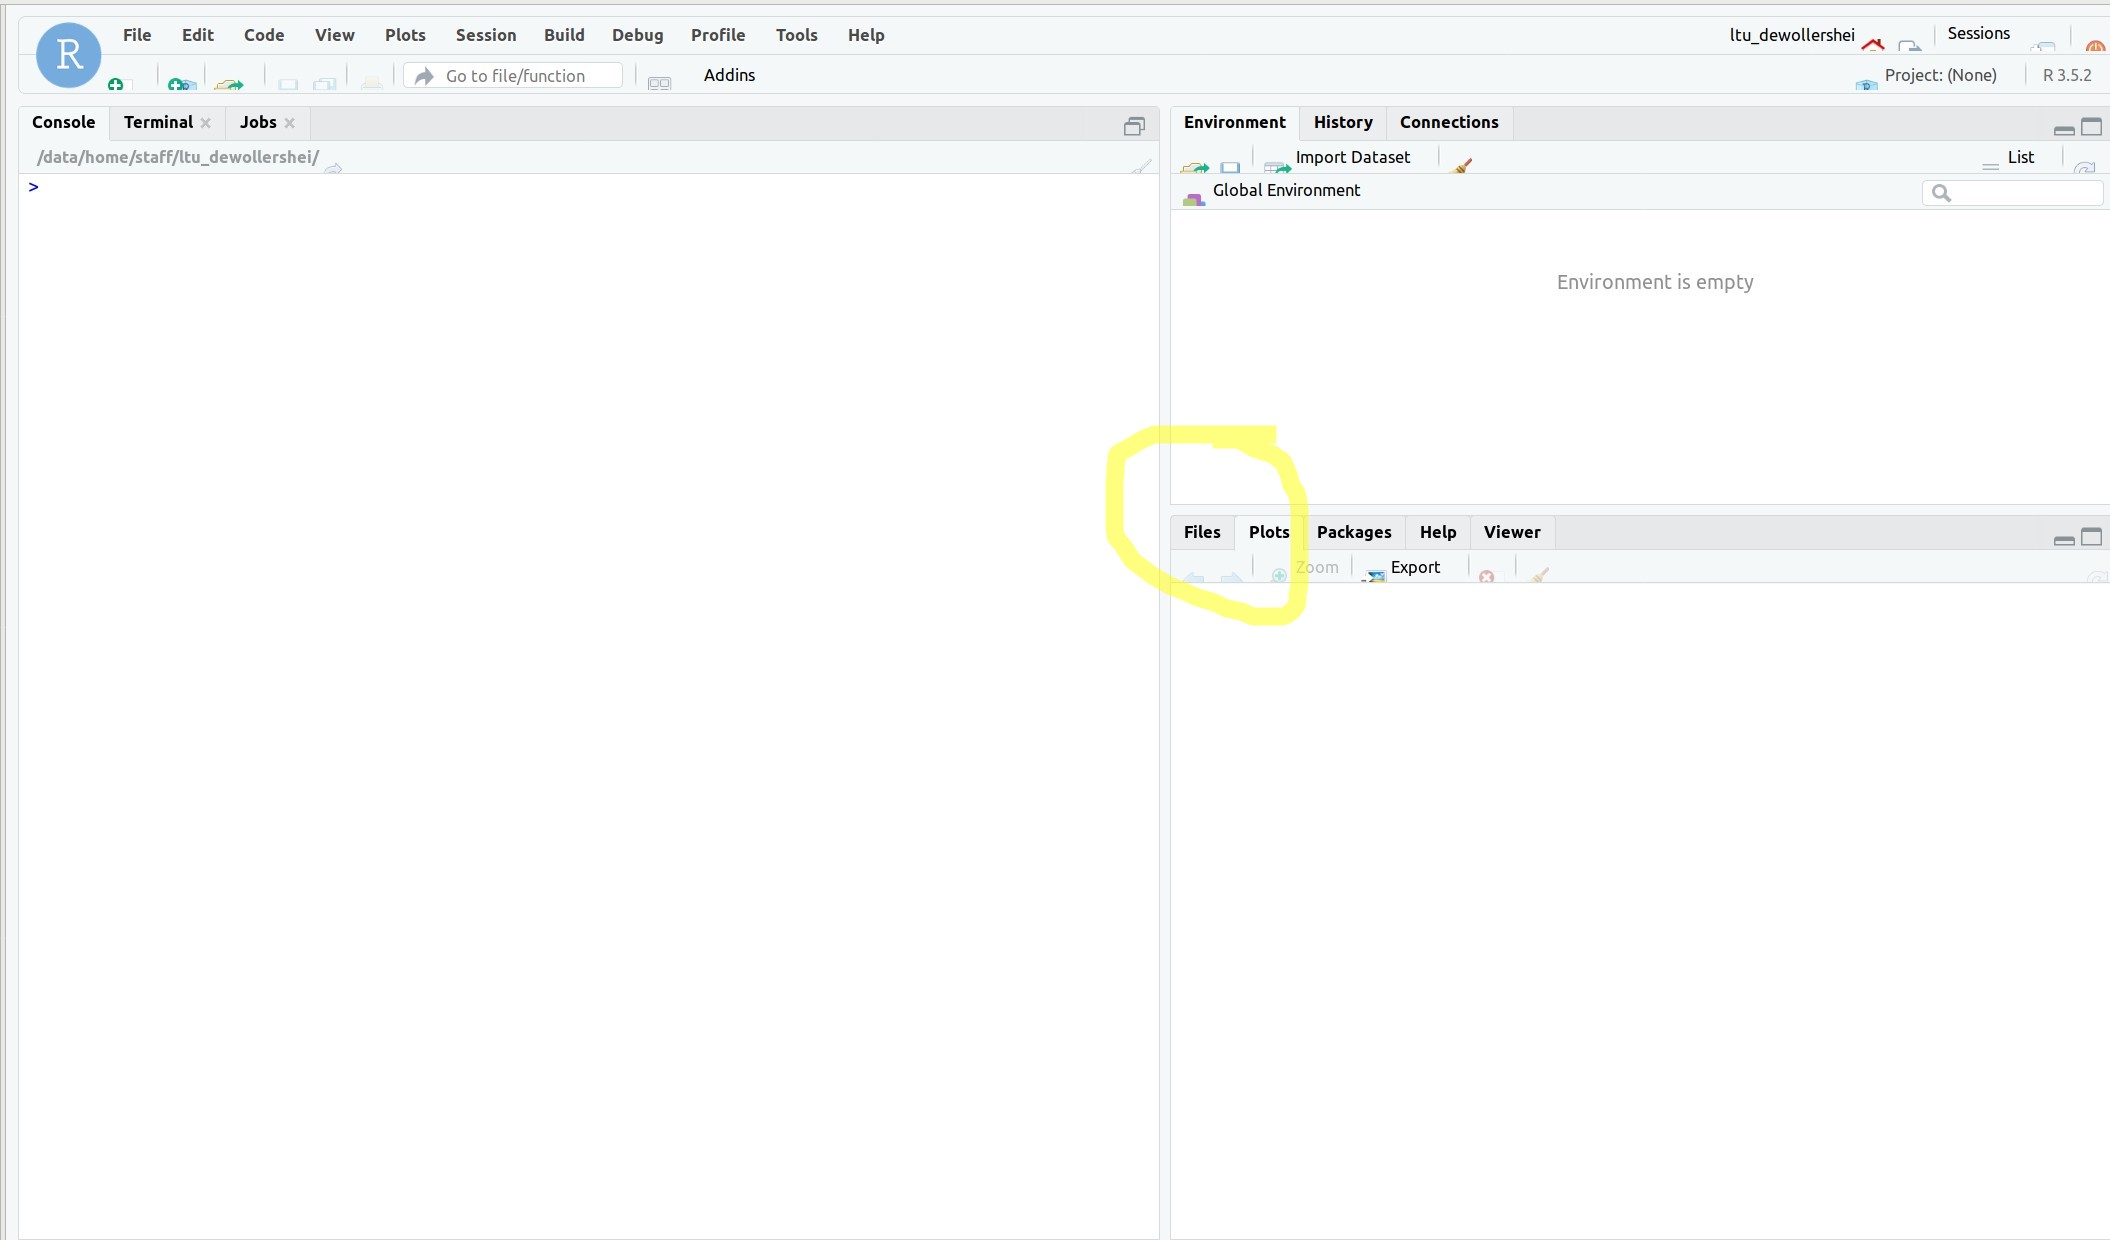 R File Edit Code View Plots Session Build Debug Profile Tools Help ltu_dewollershei Sessions
Go to file/function Addins Project: (None) R 3.5.2
Console Terminal Jobs
/data/home/staff/ltu_dewollershei/
>
Environment History Connections
Import Dataset List
Global Environment
Environment is empty
Files Plots Packages Help Viewer
Zoom Export